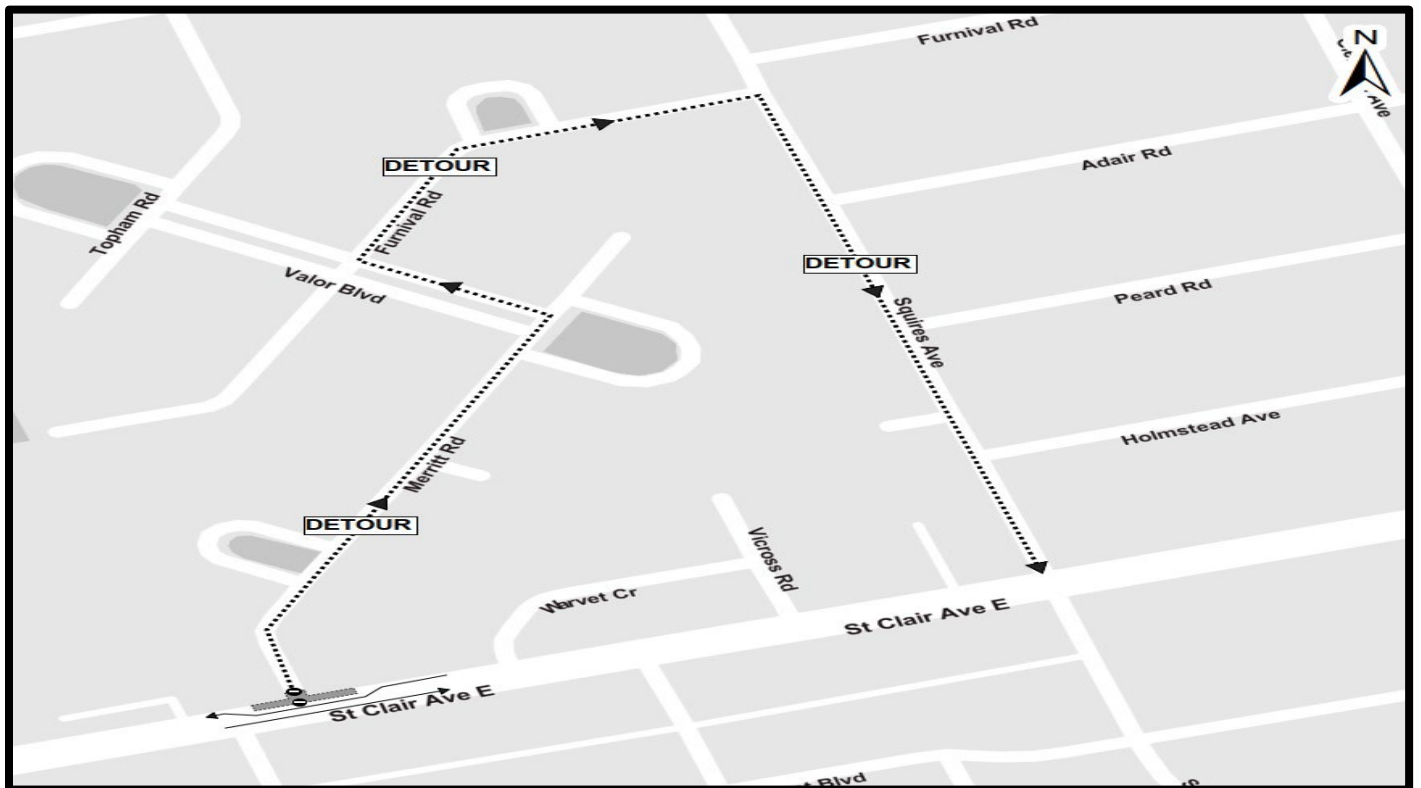 Furnival Rd
N
Ave
Adair Rd
DETOUR
Furnival Rd
Topham Rd
Valor Blvd
DETOUR
Peard Rd
Squires Ave
Holmstead Ave
Merritt Rd
DETOUR
Vicross Rd
Warvet Cr
St Clair Ave E
St Clair Ave E
Blvd